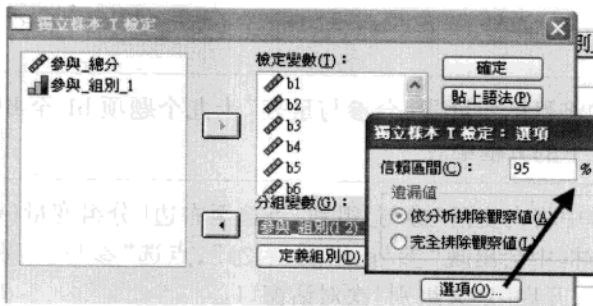 獨立樣本 T 檢定
參與_總分
參與_組別_1
檢定變數(T)：
b1
b2
b3
b4
b5
b6
分組變數(G)：
參與_組別(1 2)
定義組別(D)...
確定
貼上語法(P)
獨立樣本 T 檢定：選項
信賴區間(C)： 95 %
遺漏值
依分析排除觀察值(A)
完全排除觀察值(L)
選項(O)...